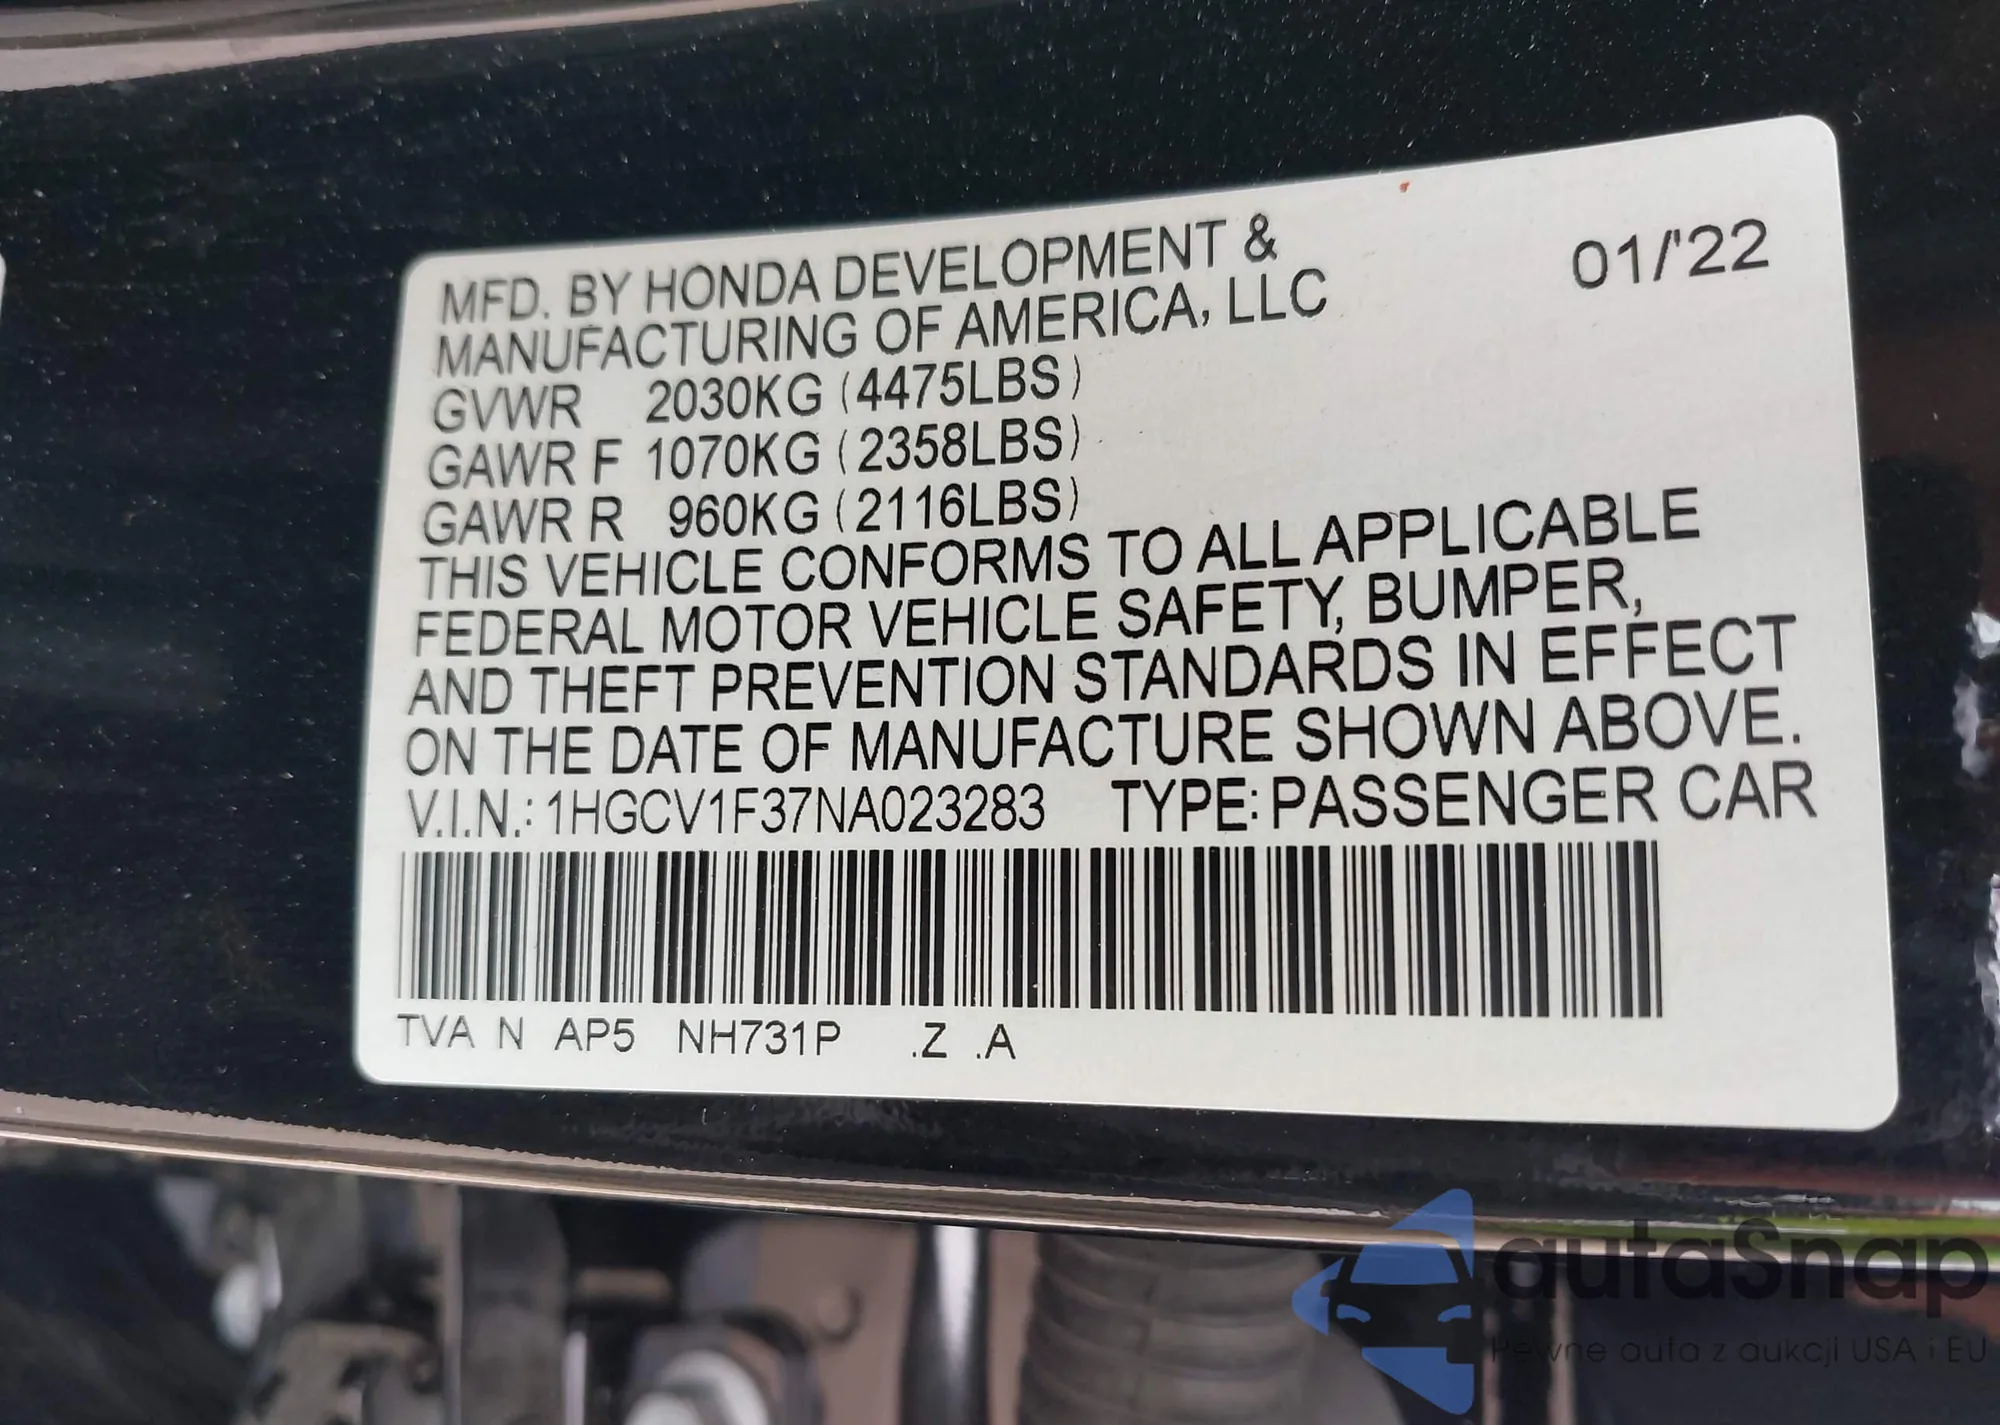 MFD. BY HONDA DEVELOPMENT &
MANUFACTURING OF AMERICA, LLC
01/'22
GVWR 2030KG (4475LBS)
GAWR F 1070KG (2358LBS)
GAWR R 960KG (2116LBS)
THIS VEHICLE CONFORMS TO ALL APPLICABLE
FEDERAL MOTOR VEHICLE SAFETY, BUMPER,
AND THEFT PREVENTION STANDARDS IN EFFECT
ON THE DATE OF MANUFACTURE SHOWN ABOVE.
V.I.N.: 1HGCV1F37NA023283 TYPE: PASSENGER CAR
TVA N AP5 NH731P .Z .A
autaSnap
Pewne auta z aukcji USA i EU